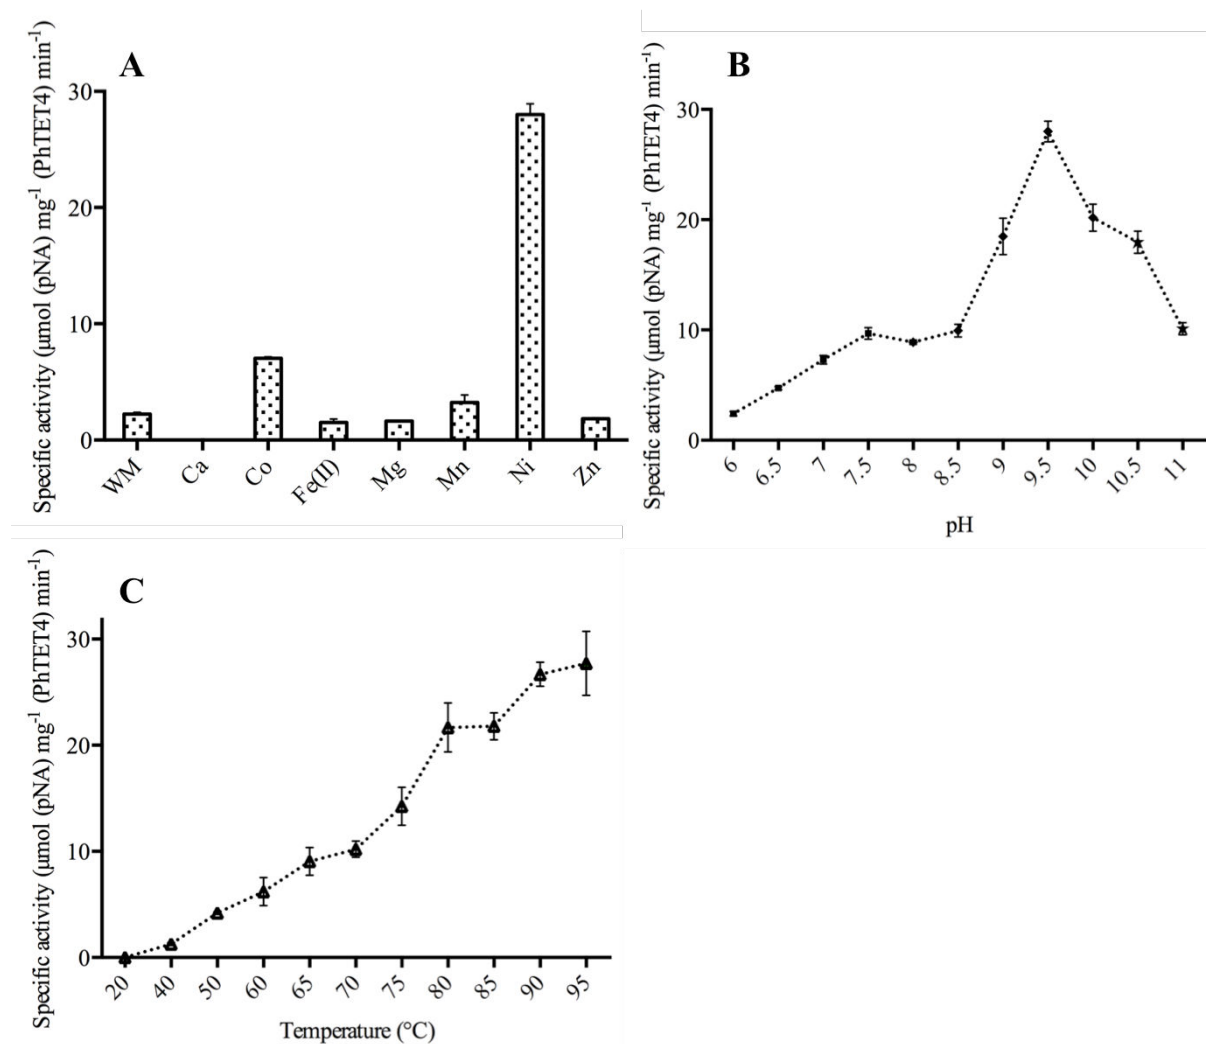 A
Specific activity (µmol (pNA) mg⁻¹ (PhTET4) min⁻¹)
30
20
10
0
WM
Ca
Co
Fe(II)
Mg
Mn
Ni
Zn
B
Specific activity (µmol (pNA) mg⁻¹ (PhTET4) min⁻¹)
30
20
10
0
6
6.5
7
7.5
8
8.5
9
9.5
10
10.5
11
pH
C
Specific activity (µmol (pNA) mg⁻¹ (PhTET4) min⁻¹)
30
20
10
0
20
40
50
60
65
70
75
80
85
90
95
Temperature (°C)